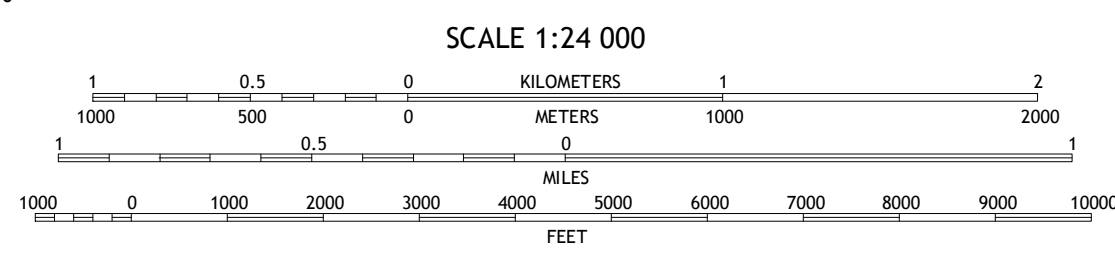 SCALE 1:24 000
1 0.5 0 KILOMETERS 1 2
1000 500 0 METERS 1000 2000
1 0.5 0 1
MILES
1000 0 1000 2000 3000 4000 5000 6000 7000 8000 9000 10000
FEET